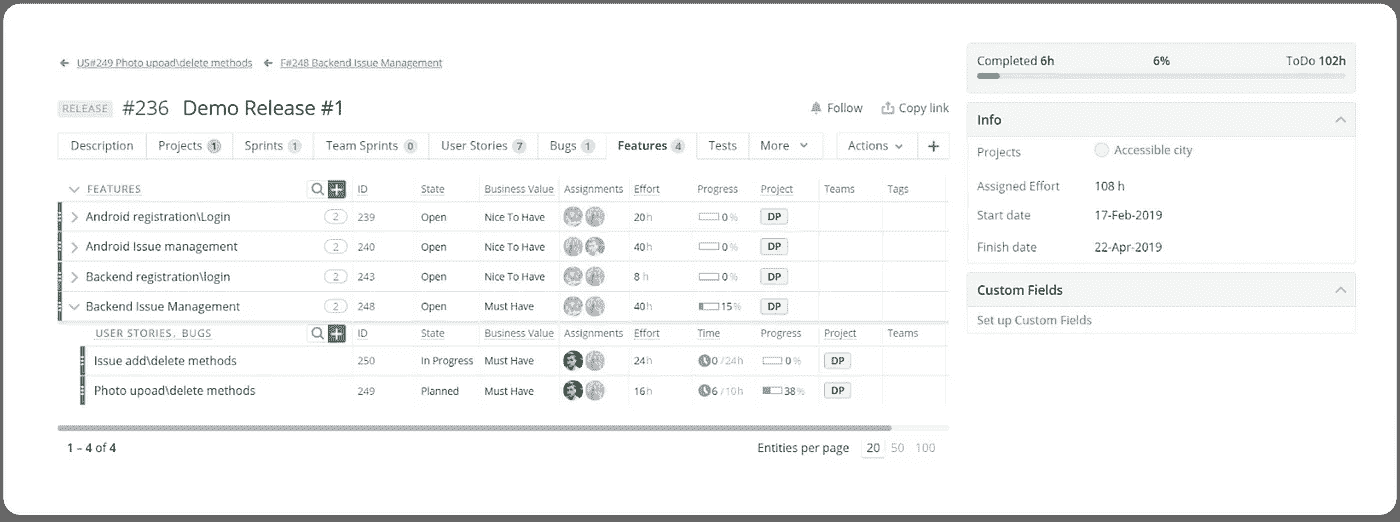 US#249 Photo upoad\delete methods F#248 Backend Issue Management
RELEASE #236 Demo Release #1 Follow Copy link
Description Projects 1 Sprints 1 Team Sprints 0 User Stories 7 Bugs 1 Features 4 Tests More Actions +
FEATURES ID State Business Value Assignments Effort Progress Project Teams Tags
Android registration\Login 2 239 Open Nice To Have 20h 0% DP
Android Issue management 2 240 Open Nice To Have 40h 0% DP
Backend registration\login 2 243 Open Nice To Have 8 h 0% DP
Backend Issue Management 2 248 Open Must Have 40h 15% DP
USER STORIES, BUGS ID State Business Value Assignments Effort Time Progress Project Teams
Issue add\delete methods 250 In Progress Must Have 24h 0/24h 0% DP
Photo upoad\delete methods 249 Planned Must Have 16h 6/10h 38% DP
1 – 4 of 4 Entities per page 20 50 100
Completed 6h 6% ToDo 102h
Info
Projects Accessible city
Assigned Effort 108 h
Start date 17-Feb-2019
Finish date 22-Apr-2019
Custom Fields
Set up Custom Fields